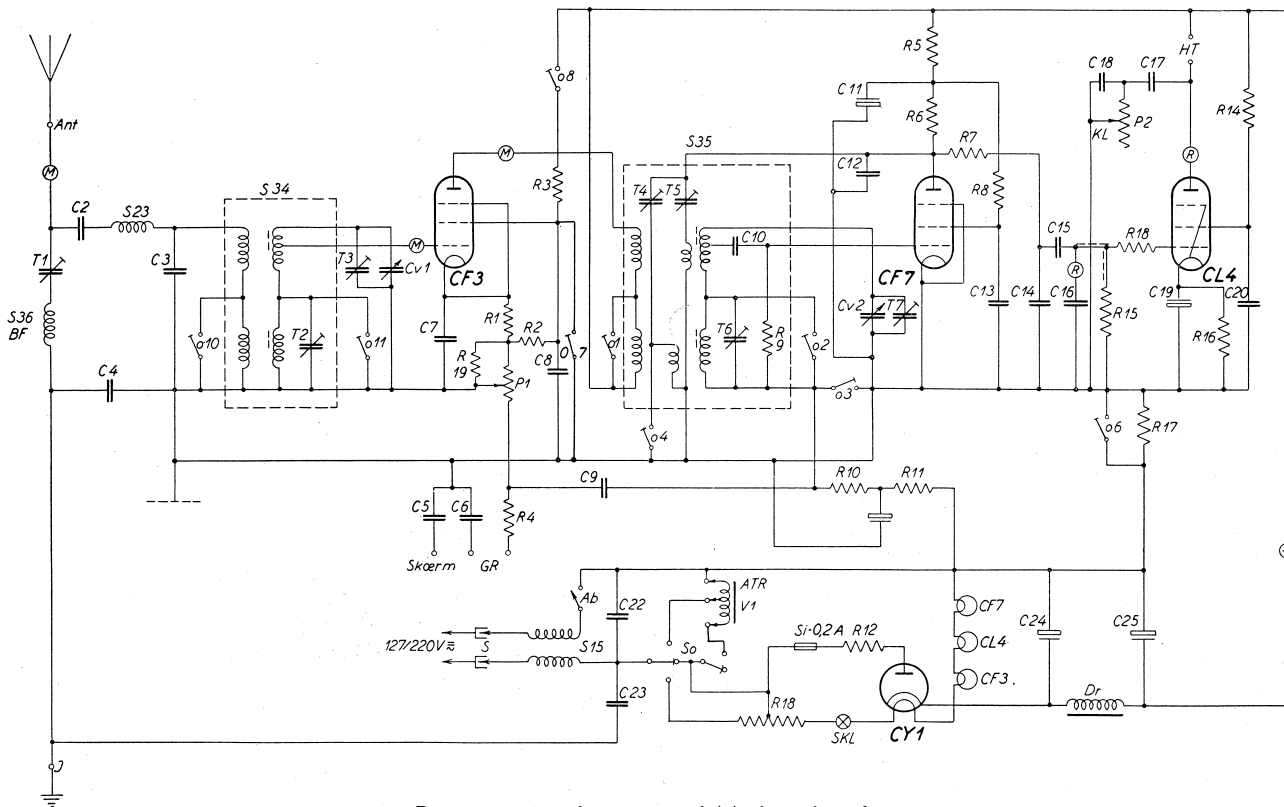 Ant
M
C2
S23
T1
S36
BF
C3
C4
S34
T3
Cv1
T2
o10
o11
M
CF3
C7
R1
R2
R
19
P1
C8
M
o8
R3
0
7
C5
C6
R4
Skærm
GR
C9
S35
T4
T5
C10
o1
o4
T6
R
9
o2
o3
C11
C12
R5
R6
R7
R8
CF7
Cv2
T7
C13
C14
C15
R
C16
R18
R15
C18
C17
KL
P2
HT
R
R14
CL4
C19
R16
C20
o6
R17
R10
R11
127/220V
S
Ab
S15
C22
C23
So
ATR
V1
Si-0,2A
R12
R18
SKL
CY1
CF7
CL4
CF3.
C24
C25
Dr
J